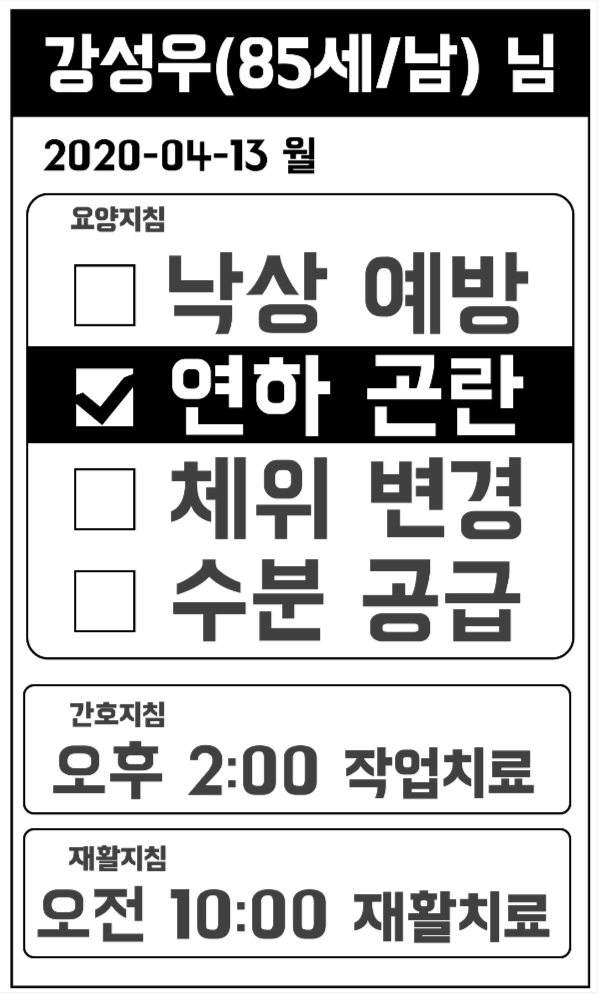 강성우(85세/남) 님
2020-04-13 월
요양지침
낙상 예방
연하 곤란
체위 변경
수분 공급
간호지침
오후 2:00 작업치료
재활지침
오전 10:00 재활치료